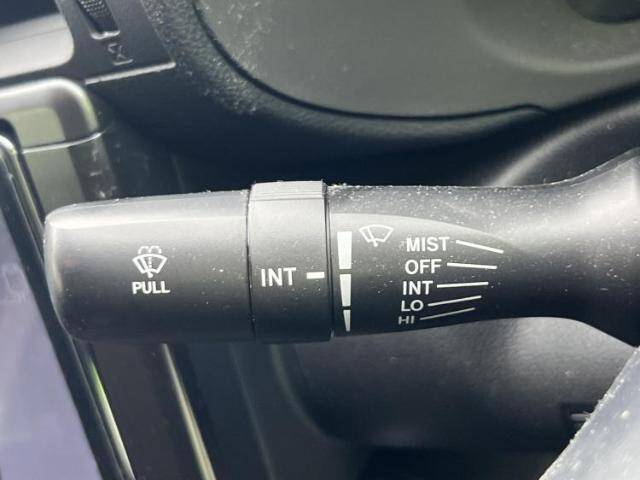 PULL
INT
MIST
OFF
INT
LO
HI